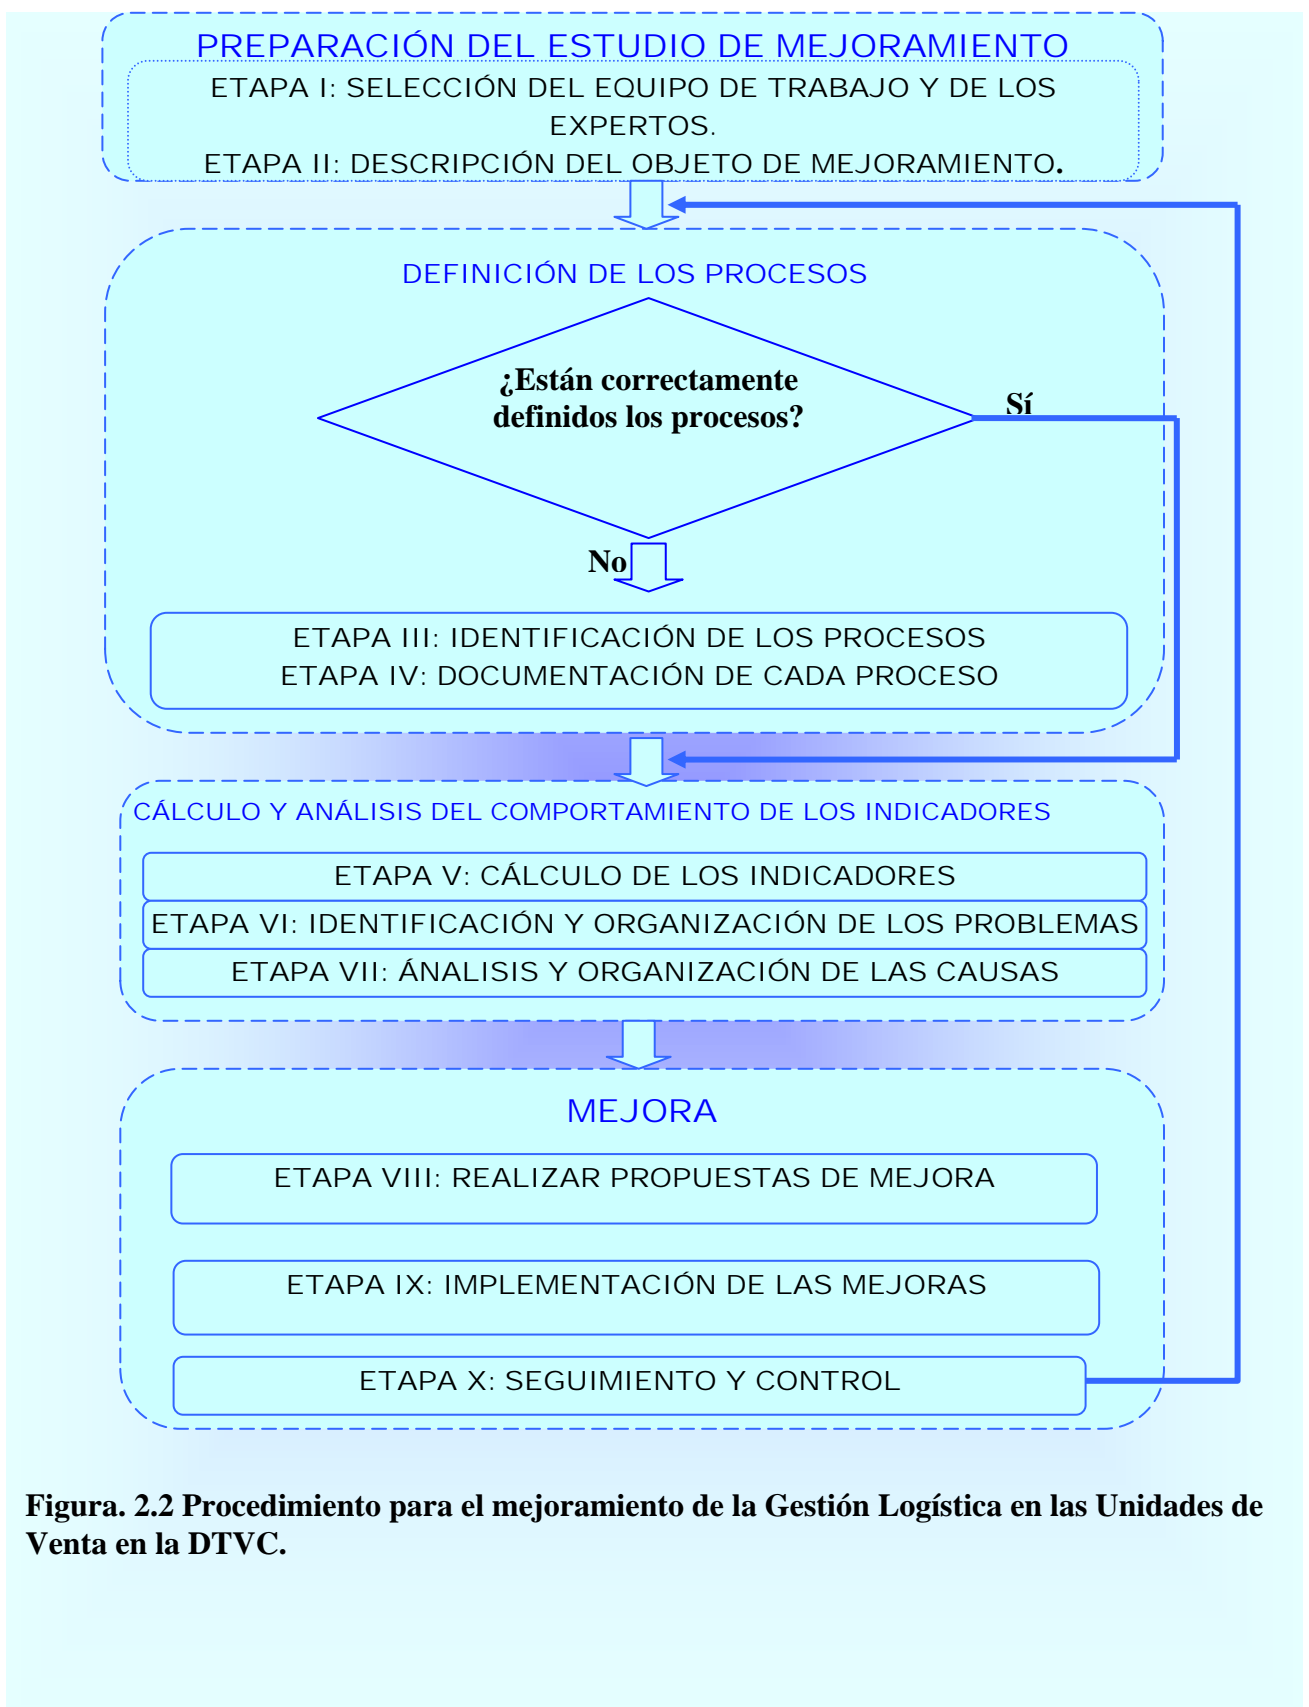 PREPARACIÓN DEL ESTUDIO DE MEJORAMIENTO
ETAPA I: SELECCIÓN DEL EQUIPO DE TRABAJO Y DE LOS
EXPERTOS.
ETAPA II: DESCRIPCIÓN DEL OBJETO DE MEJORAMIENTO.
DEFINICIÓN DE LOS PROCESOS
¿Están correctamente
definidos los procesos?
Sí
No
ETAPA III: IDENTIFICACIÓN DE LOS PROCESOS
ETAPA IV: DOCUMENTACIÓN DE CADA PROCESO
CÁLCULO Y ANÁLISIS DEL COMPORTAMIENTO DE LOS INDICADORES
ETAPA V: CÁLCULO DE LOS INDICADORES
ETAPA VI: IDENTIFICACIÓN Y ORGANIZACIÓN DE LOS PROBLEMAS
ETAPA VII: ÁNALISIS Y ORGANIZACIÓN DE LAS CAUSAS
MEJORA
ETAPA VIII: REALIZAR PROPUESTAS DE MEJORA
ETAPA IX: IMPLEMENTACIÓN DE LAS MEJORAS
ETAPA X: SEGUIMIENTO Y CONTROL
Figura. 2.2 Procedimiento para el mejoramiento de la Gestión Logística en las Unidades de
Venta en la DTVC.